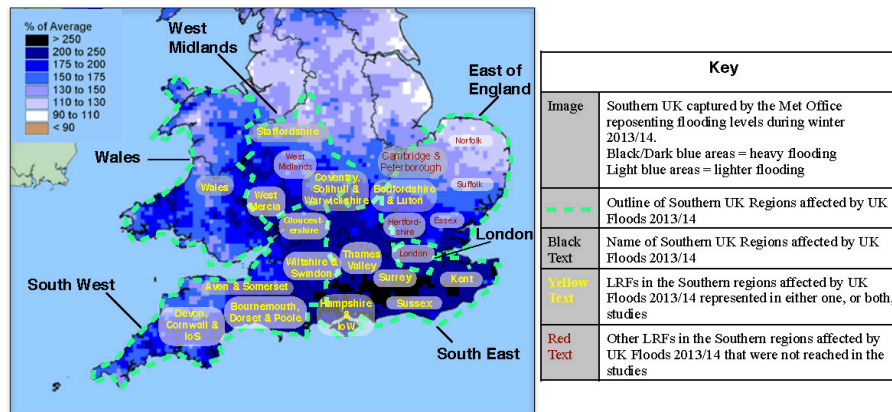 % of Average
> 250
200 to 250
175 to 200
150 to 175
130 to 150
110 to 130
90 to 110
< 90
West
Midlands
East of
England
Wales
London
South West
South East
Staffordshire
Norfolk
West
Midlands
Cambridge &
Peterborough
Wales
Coventry,
Solihull &
Warwickshire
Bedfordshire
& Luton
Suffolk
West
Mercia
Gloucest-
ershire
Hertford-
shire
Essex
Wiltshire &
Swindon
Thames
Valley
London
Avon & Somerset
Surrey
Kent
Devon,
Cornwall &
IoS
Bournemouth,
Dorset & Poole
Hampshire
&
IoW
Sussex
Key
Image
Southern UK captured by the Met Office
reposenting flooding levels during winter
2013/14.
Black/Dark blue areas = heavy flooding
Light blue areas = lighter flooding
Outline of Southern UK Regions affected by UK
Floods 2013/14
Black
Text
Name of Southern UK Regions affected by UK
Floods 2013/14
Yellow
Text
LRFs in the Southern regions affected by UK
Floods 2013/14 represented in either one, or both,
studies
Red
Text
Other LRFs in the Southern regions affected by
UK Floods 2013/14 that were not reached in the
studies